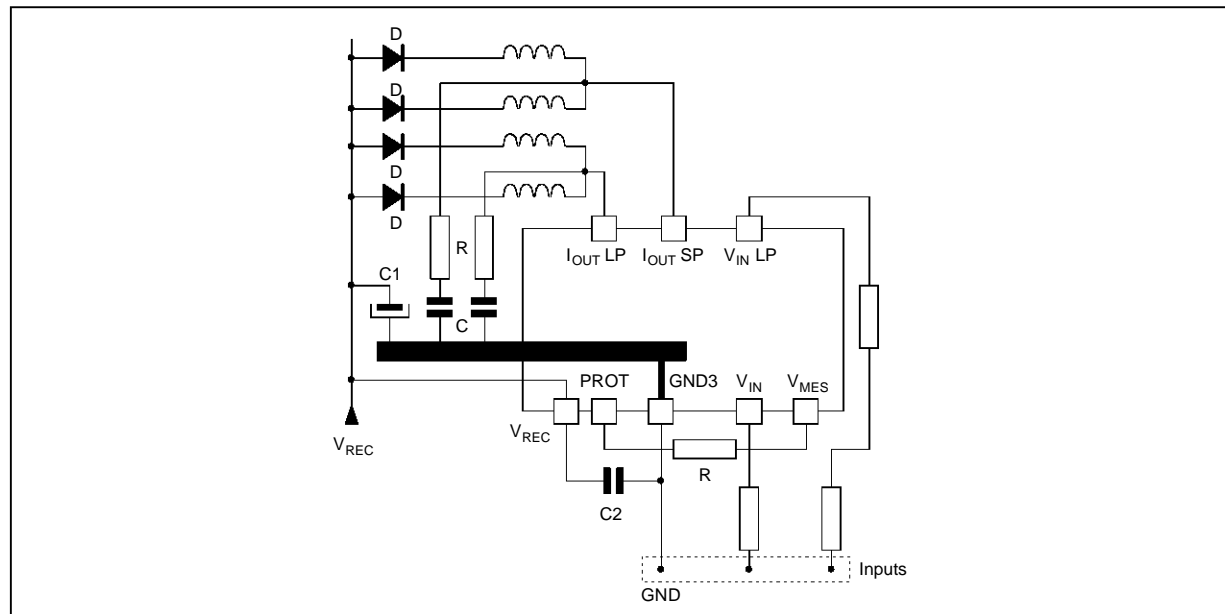 D
D
D
D
I_OUT LP
I_OUT SP
V_IN LP
R
C1
C
PROT
GND3
V_IN
V_MES
V_REC
V_REC
R
C2
Inputs
GND